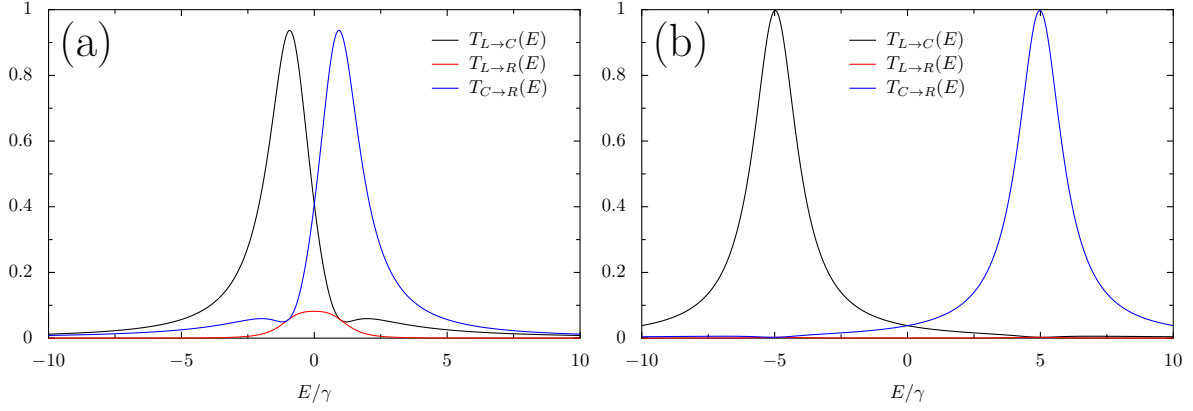 (a)
T_{L→C}(E)
T_{L→R}(E)
T_{C→R}(E)
1
0.8
0.6
0.4
0.2
0
−10 −5 0 5 10
E/γ
(b)
T_{L→C}(E)
T_{L→R}(E)
T_{C→R}(E)
1
0.8
0.6
0.4
0.2
0
−10 −5 0 5 10
E/γ